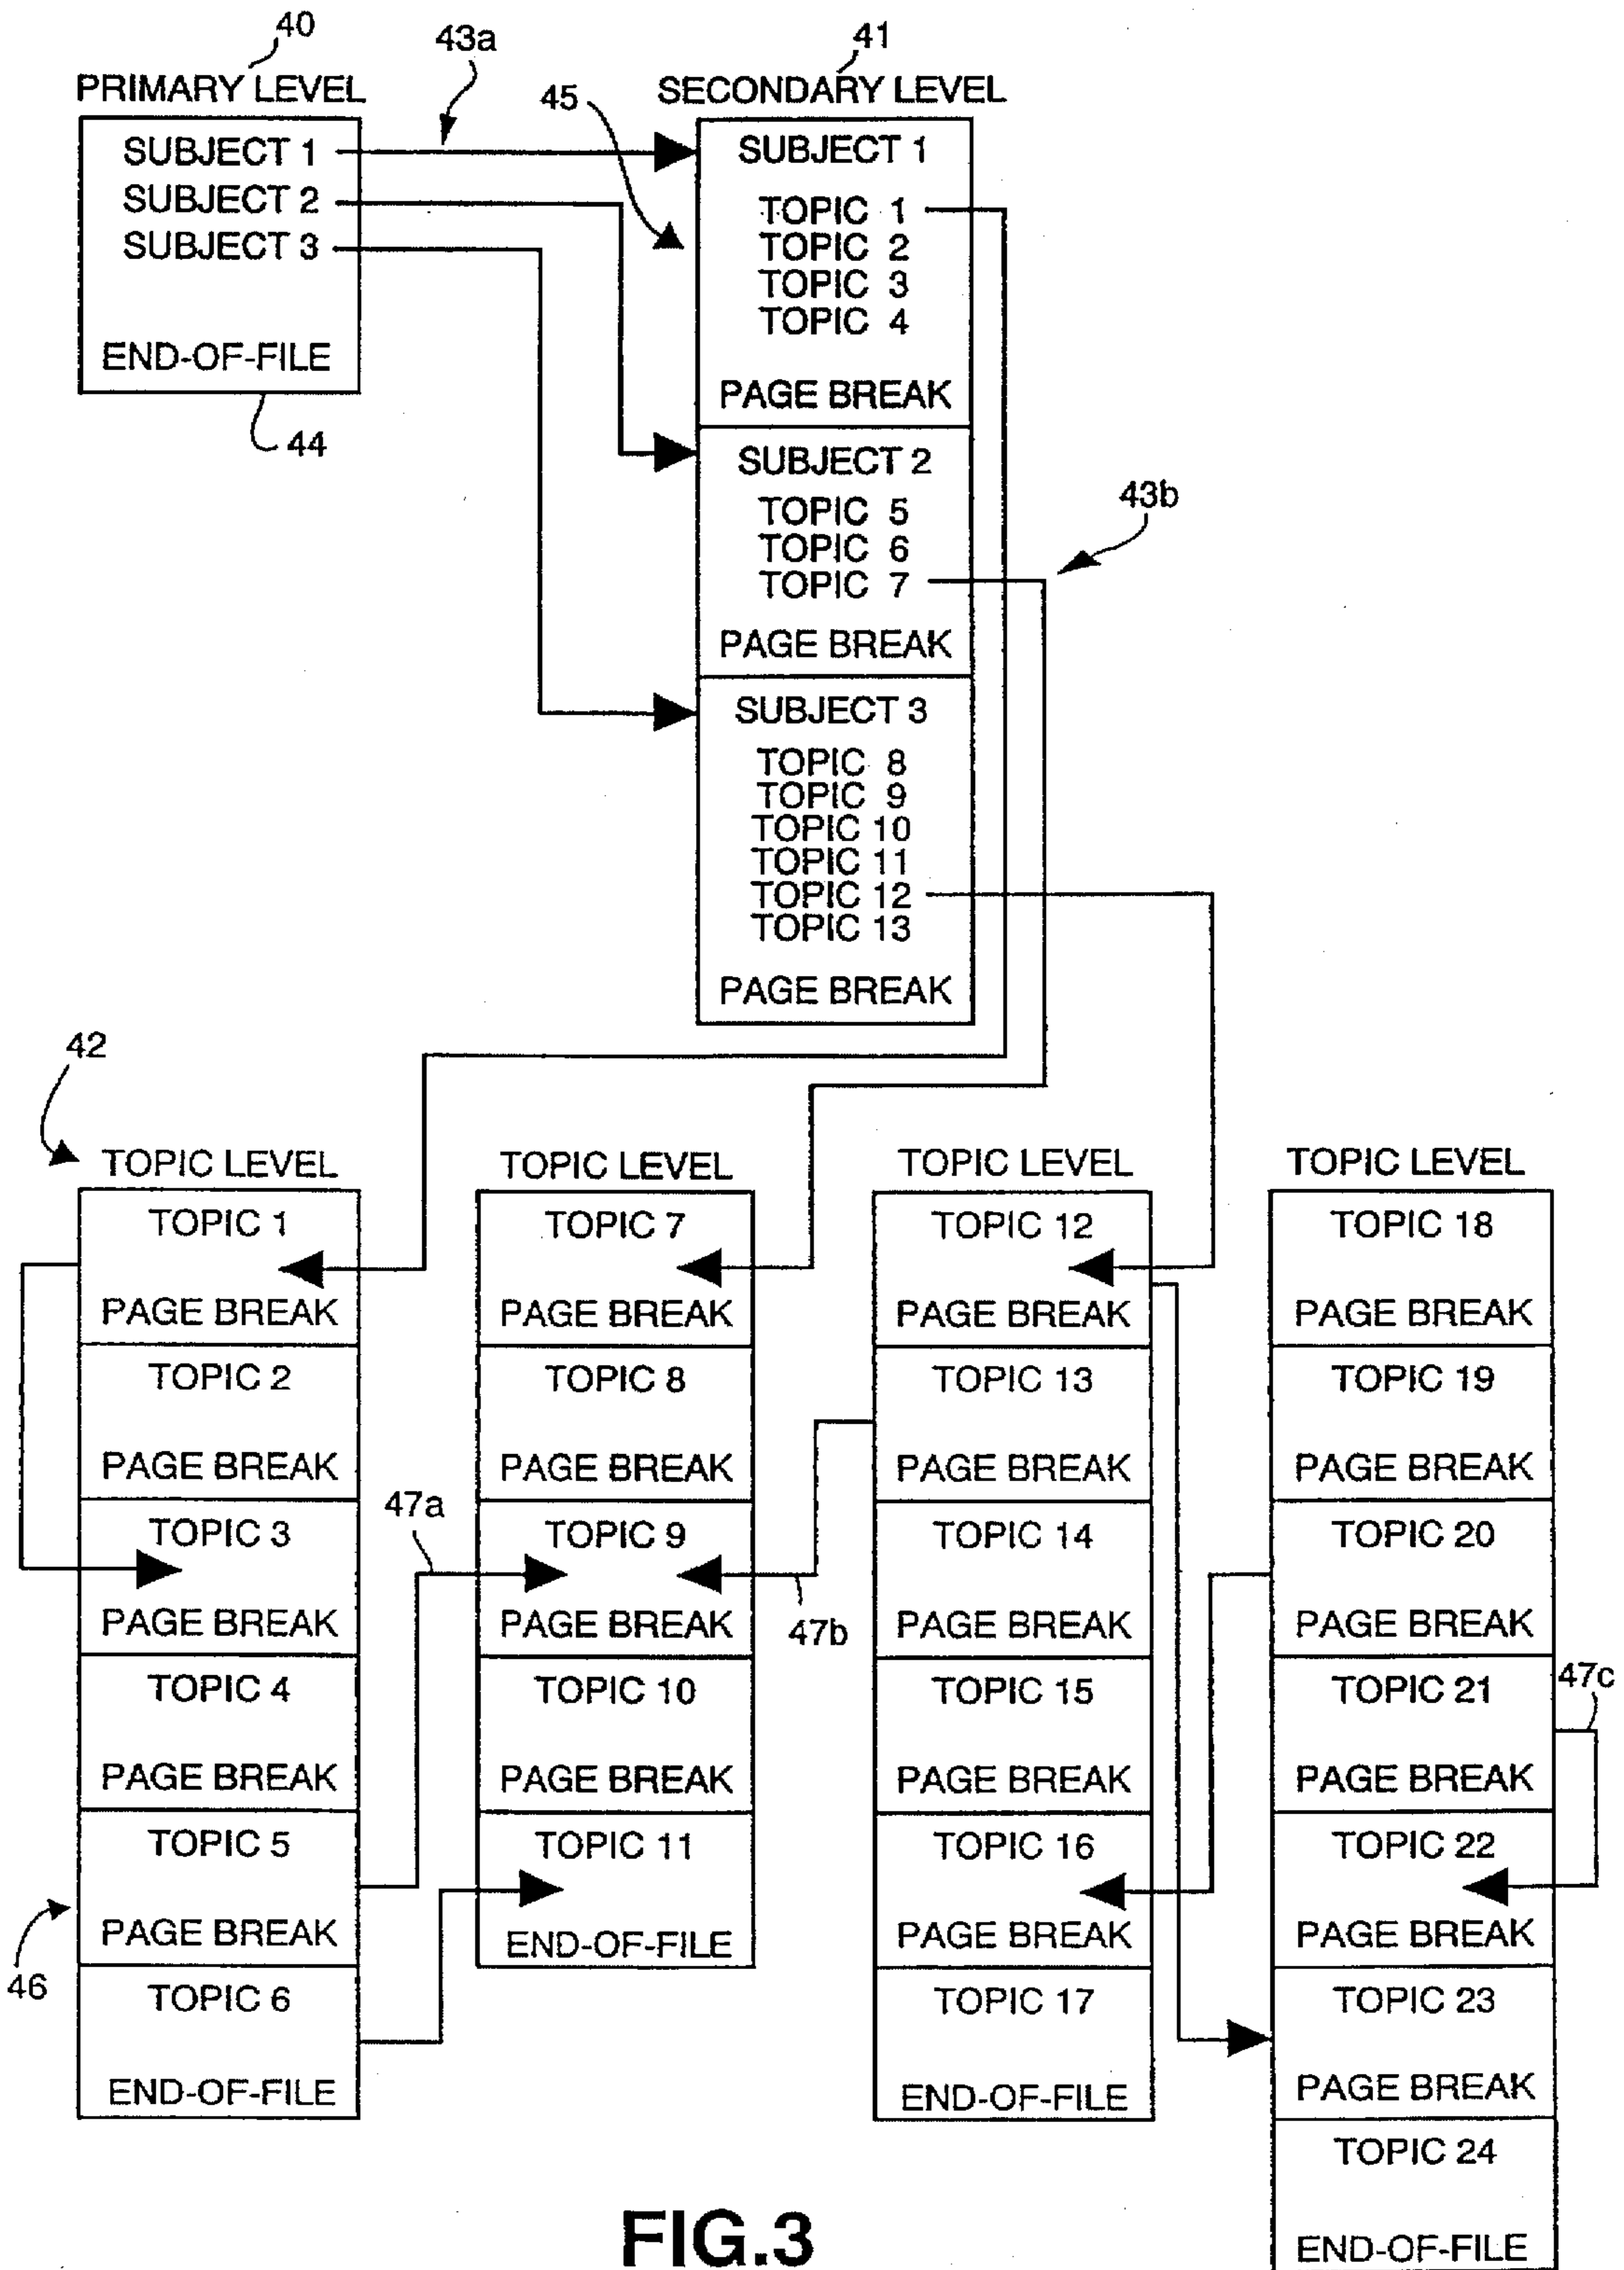 40
43a
41
PRIMARY LEVEL
SECONDARY LEVEL
45
SUBJECT 1
SUBJECT 2
SUBJECT 3
END-OF-FILE
44
SUBJECT 1
TOPIC 1
TOPIC 2
TOPIC 3
TOPIC 4
PAGE BREAK
SUBJECT 2
TOPIC 5
TOPIC 6
TOPIC 7
PAGE BREAK
43b
SUBJECT 3
TOPIC 8
TOPIC 9
TOPIC 10
TOPIC 11
TOPIC 12
TOPIC 13
PAGE BREAK
42
TOPIC LEVEL
TOPIC 1
PAGE BREAK
TOPIC 2
PAGE BREAK
TOPIC 3
PAGE BREAK
TOPIC 4
PAGE BREAK
TOPIC 5
PAGE BREAK
46
TOPIC 6
END-OF-FILE
47a
TOPIC LEVEL
TOPIC 7
PAGE BREAK
TOPIC 8
PAGE BREAK
TOPIC 9
PAGE BREAK
TOPIC 10
PAGE BREAK
TOPIC 11
END-OF-FILE
47b
TOPIC LEVEL
TOPIC 12
PAGE BREAK
TOPIC 13
PAGE BREAK
TOPIC 14
PAGE BREAK
TOPIC 15
PAGE BREAK
TOPIC 16
PAGE BREAK
TOPIC 17
END-OF-FILE
TOPIC LEVEL
TOPIC 18
PAGE BREAK
TOPIC 19
PAGE BREAK
TOPIC 20
PAGE BREAK
TOPIC 21
PAGE BREAK
47c
TOPIC 22
PAGE BREAK
TOPIC 23
PAGE BREAK
TOPIC 24
END-OF-FILE
FIG.3